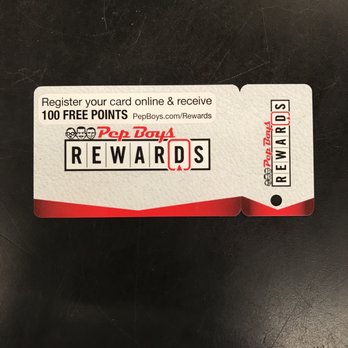 Register your card online & receive
100 FREE POINTS PepBoys.com/Rewards
Pep Boys
REWARDS
Pep Boys
REWARDS